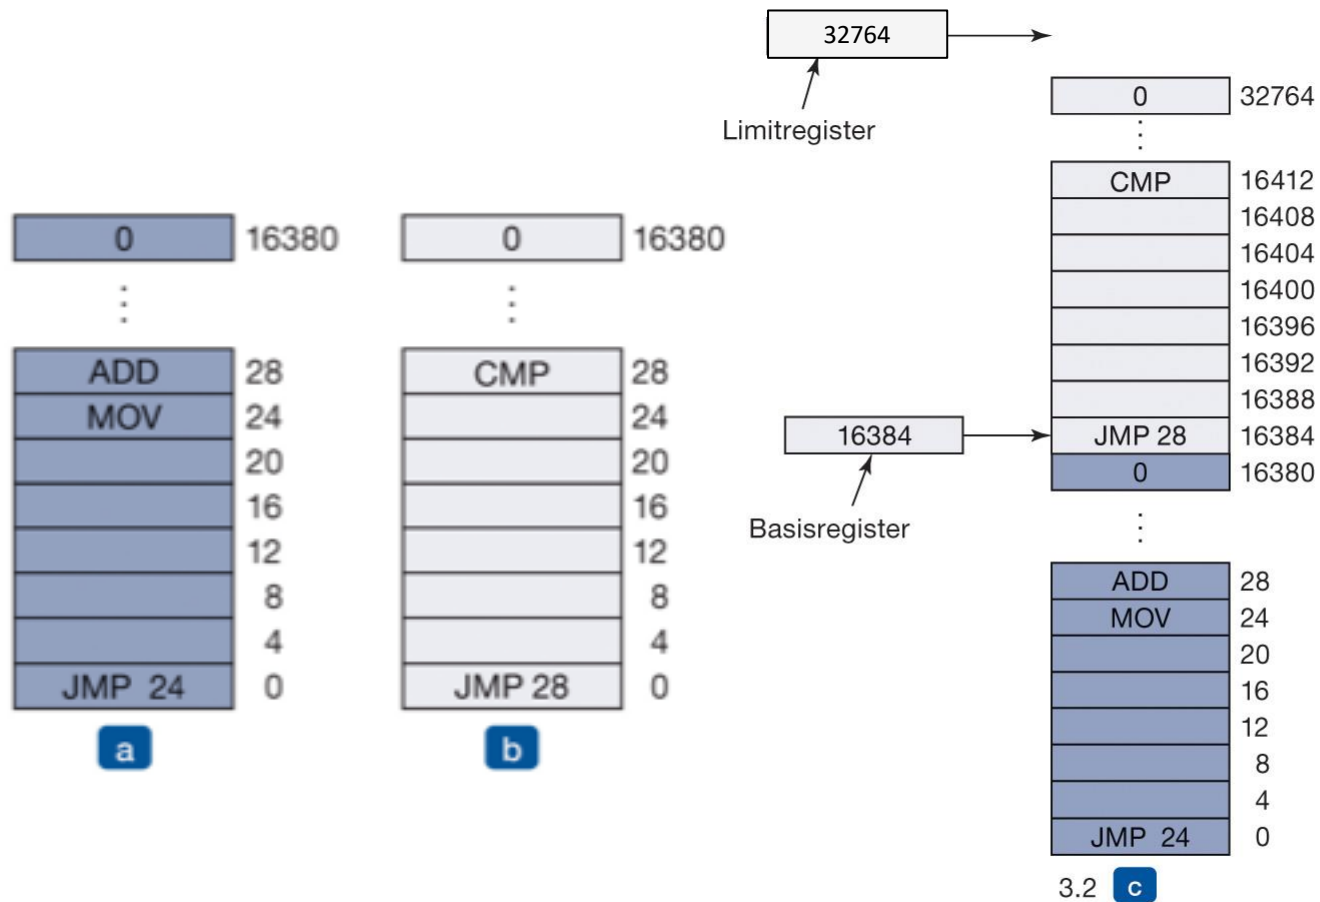 0 16380
⋮
ADD 28
MOV 24
20
16
12
8
4
JMP 24 0
a
0 16380
⋮
CMP 28
24
20
16
12
8
4
JMP 28 0
b
32764
Limitregister
16384
Basisregister
0 32764
⋮
CMP 16412
16408
16404
16400
16396
16392
16388
JMP 28 16384
0 16380
⋮
ADD 28
MOV 24
20
16
12
8
4
JMP 24 0
3.2 c